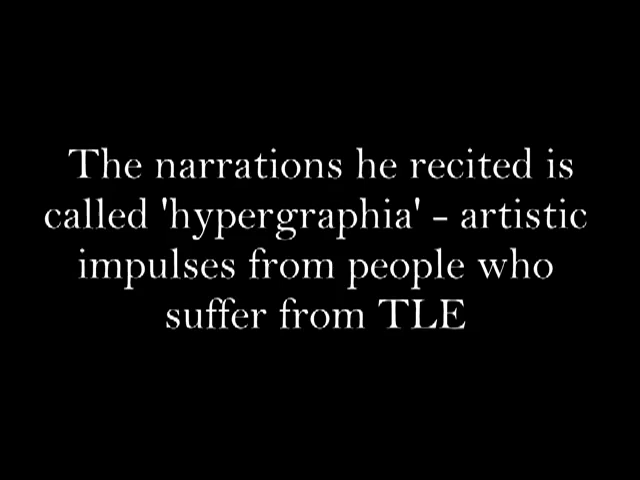 The narrations he recited is
called 'hypergraphia' - artistic
impulses from people who
suffer from TLE